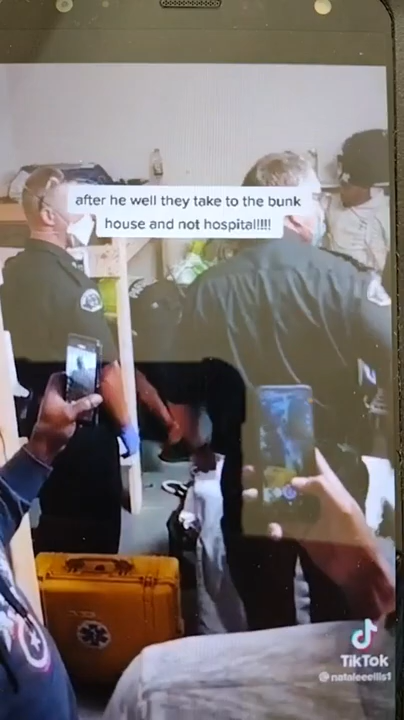 after he well they take to the bunk
house and not hospital!!!!
TikTok
@nataleeellis1